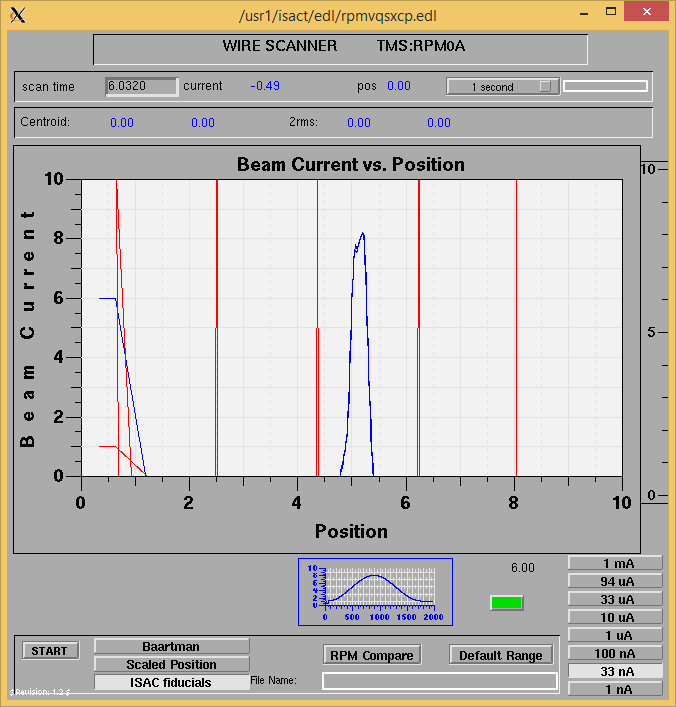 /usr1/isact/edl/rpmvqsxcp.edl
WIRE SCANNER TMS:RPM0A
scan time 6.0320 current -0.49 pos 0.00 1 second
Centroid: 0.00 0.00 2rms: 0.00 0.00
Beam Current vs. Position
Beam Current
10
8
6
4
2
0
0 2 4 6 8 10
Position
10
5
0
10
8
6
4
2
0
0 500 1000 1500 2000
6.00
1 mA
94 uA
33 uA
10 uA
1 uA
100 nA
33 nA
1 nA
START
Baartman
Scaled Position
ISAC fiducials
RPM Compare
Default Range
File Name:
$Revision: 1.2 $